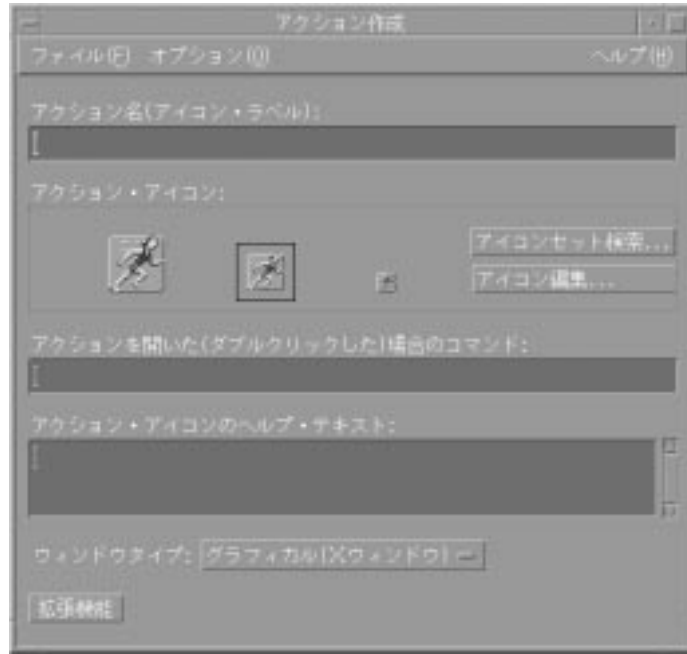 アクション作成
ファイル(F) オプション(O) ヘルプ(H)
アクション名(アイコン・ラベル):
アクション・アイコン:
アイコンセット検索...
アイコン編集...
アクションを開いた(ダブルクリックした)場合のコマンド:
アクション・アイコンのヘルプ・テキスト:
ウィンドウタイプ: グラフィカル(Xウィンドウ)
拡張機能